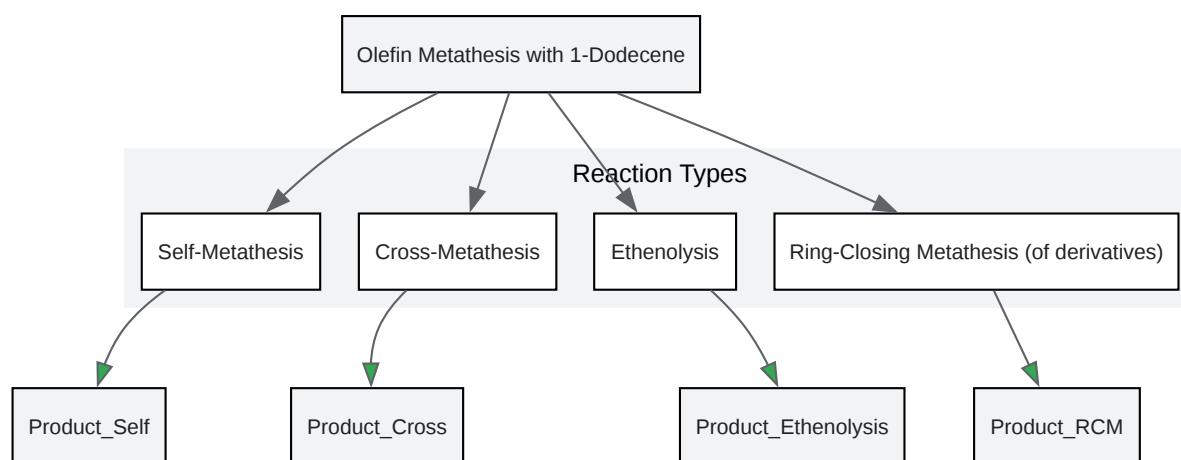 Olefin Metathesis with 1-Dodecene
Reaction Types
Self-Metathesis
Cross-Metathesis
Ethenolysis
Ring-Closing Metathesis (of derivatives)
Product_Self
Product_Cross
Product_Ethenolysis
Product_RCM